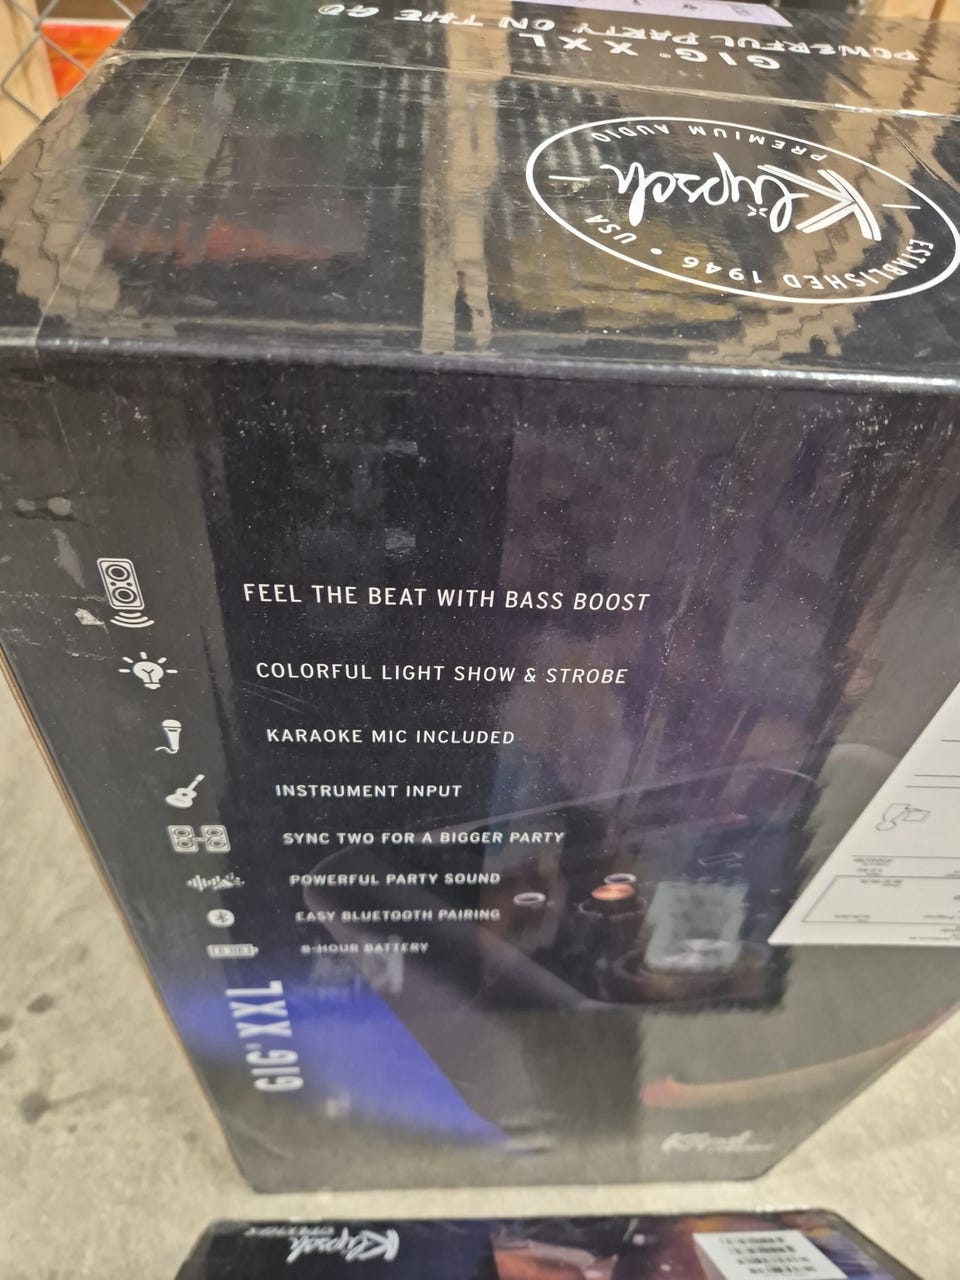 POWERFUL PARTY ON THE GO
GIG® XXL
PREMIUM AUDIO
Klipsch
ESTABLISHED 1946 • USA
FEEL THE BEAT WITH BASS BOOST
COLORFUL LIGHT SHOW & STROBE
KARAOKE MIC INCLUDED
INSTRUMENT INPUT
SYNC TWO FOR A BIGGER PARTY
POWERFUL PARTY SOUND
EASY BLUETOOTH PAIRING
8-HOUR BATTERY
GIG® XXL
Klipsch
Klipsch